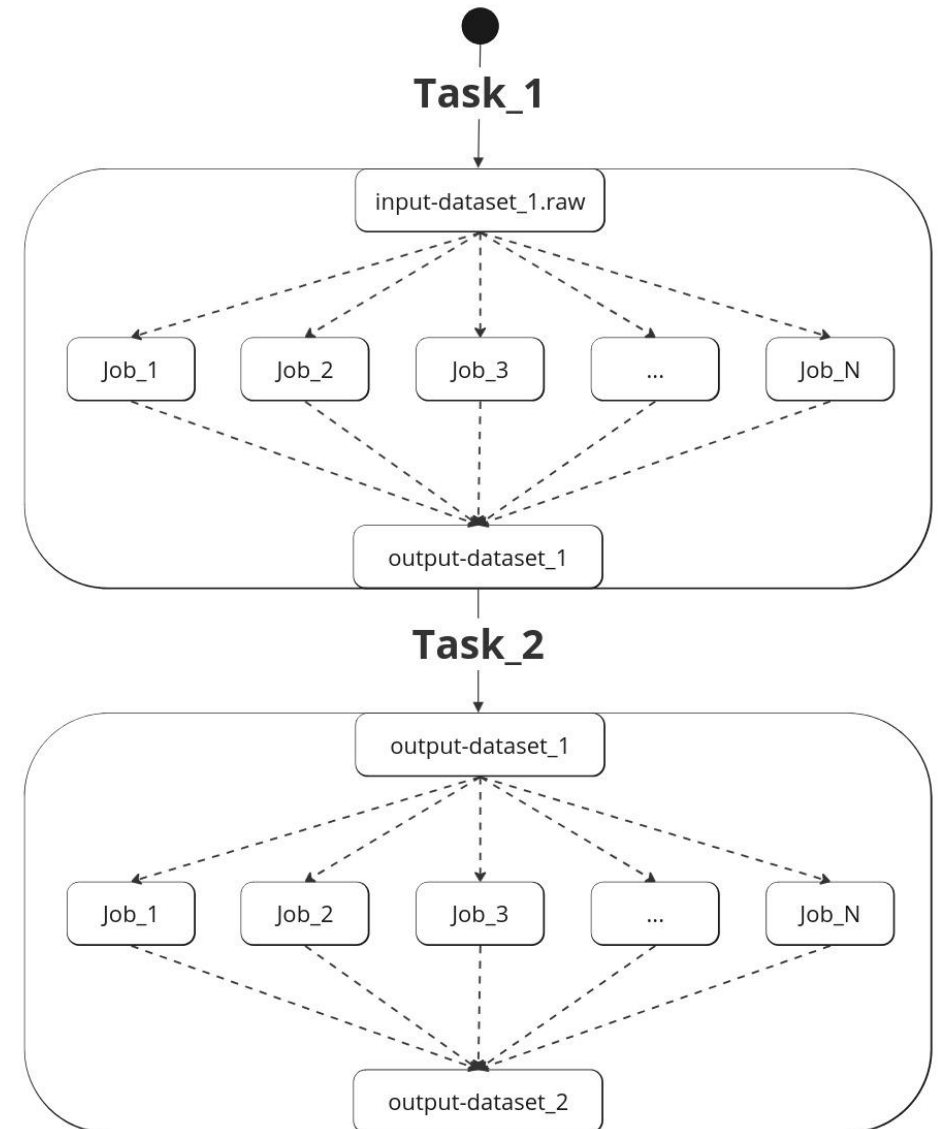 Task_1
input-dataset_1.raw
Job_1
Job_2
Job_3
...
Job_N
output-dataset_1
Task_2
output-dataset_1
Job_1
Job_2
Job_3
...
Job_N
output-dataset_2